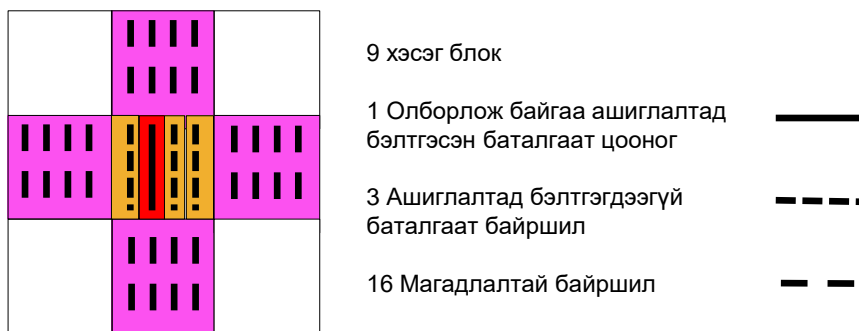 9 хэсэг блок
1 Олборлож байгаа ашиглалтад
бэлтгэсэн баталгаат цооног
3 Ашиглалтад бэлтгэгдээгүй
баталгаат байршил
16 Магадлалтай байршил